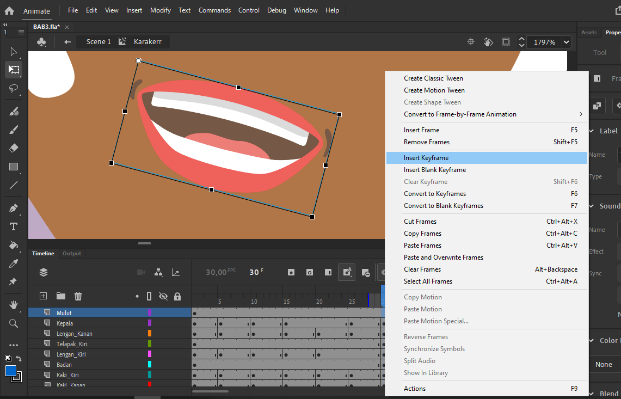 Animate File Edit View Insert Modify Text Commands Control Debug Window Help
BAB3.fla* ×
1
Assets Proper
Scene 1 Karakerr 1797%
Tool
Fra
Create Classic Tween
Create Motion Tween
Create Shape Tween
Convert to Frame-by-Frame Animation
Insert Frame F5
Remove Frames Shift+F5
Insert Keyframe
Insert Blank Keyframe
Clear Keyframe Shift+F6
Convert to Keyframes F6
Convert to Blank Keyframes F7
Cut Frames Ctrl+Alt+X
Copy Frames Ctrl+Alt+C
Paste Frames Ctrl+Alt+V
Paste and Overwrite Frames
Clear Frames Alt+Backspace
Select All Frames Ctrl+Alt+A
Copy Motion
Paste Motion
Paste Motion Special...
Reverse Frames
Synchronize Symbols
Split Audio
Show in Library
Actions F9
Label
Name
Type
Sound
Name
Effect
Sync
Color
None
Blend
Timeline Output
30,00 FPS 30 F
5 10 15 20 25
Mulut
Kepala
Lengan_Kanan
Telapak_Kiri
Lengan_Kiri
Badan
Kaki_Kiri
Kaki_Kanan